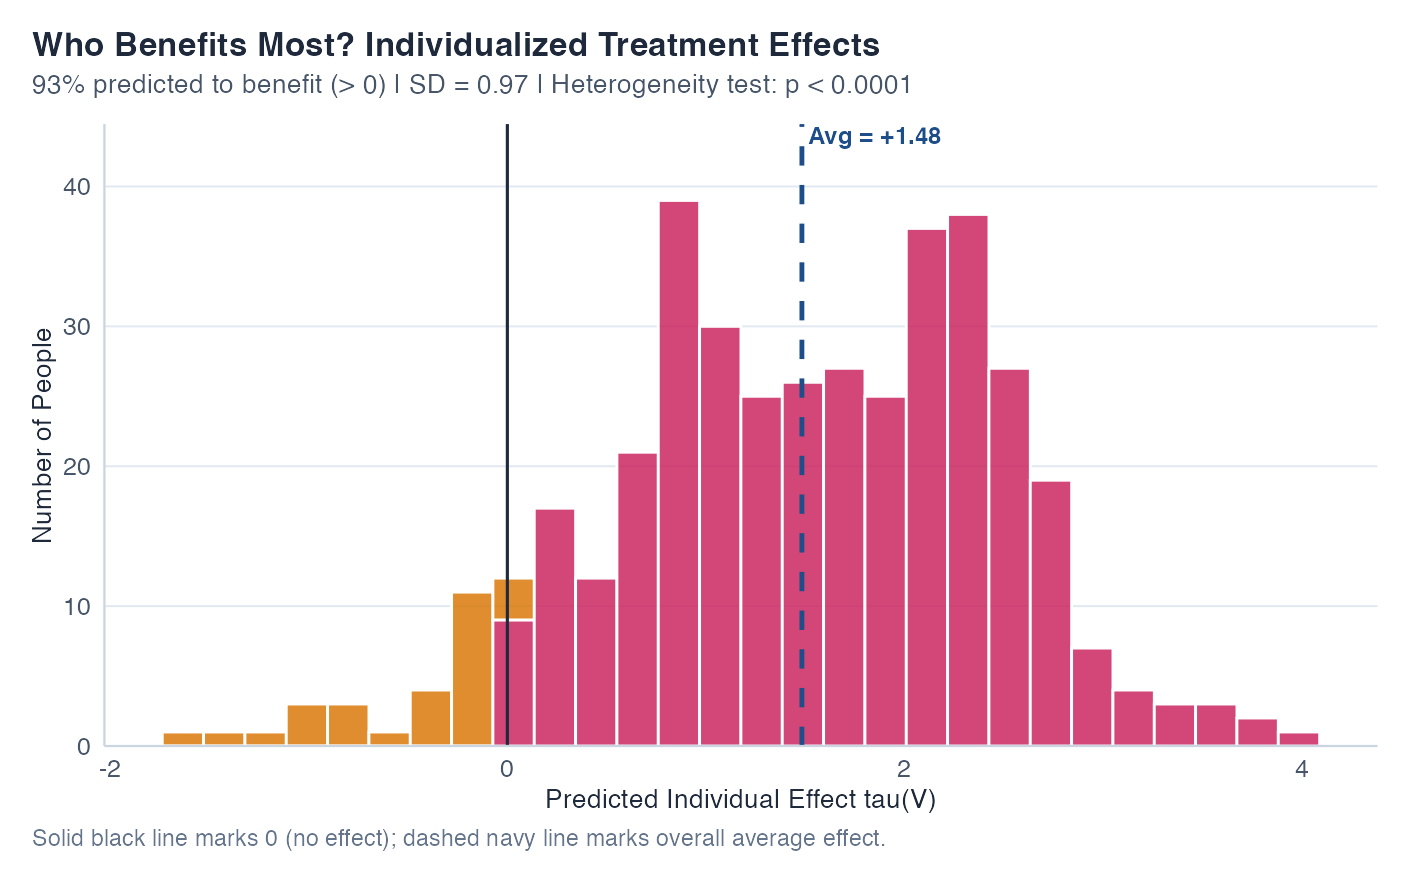 Who Benefits Most? Individualized Treatment Effects
93% predicted to benefit (> 0) | SD = 0.97 | Heterogeneity test: p < 0.0001
Avg = +1.48
40
30
20
10
0
Number of People
-2 0 2 4
Predicted Individual Effect tau(V)
Solid black line marks 0 (no effect); dashed navy line marks overall average effect.